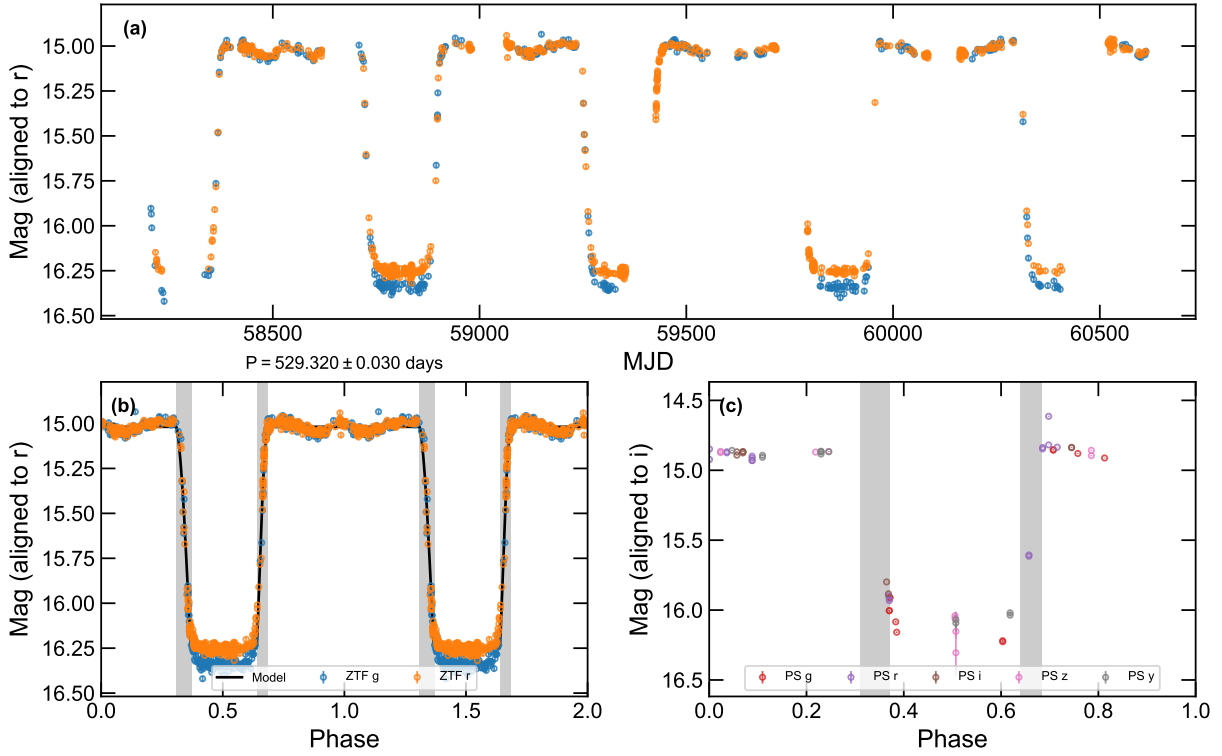 (a)
Mag (aligned to r)
15.00
15.25
15.50
15.75
16.00
16.25
16.50
58500
59000
59500
60000
60500
MJD
P = 529.320 ± 0.030 days
(b)
Mag (aligned to r)
15.00
15.25
15.50
15.75
16.00
16.25
16.50
Model
ZTF g
ZTF r
0.0
0.5
1.0
1.5
2.0
Phase
(c)
Mag (aligned to i)
14.5
15.0
15.5
16.0
16.5
PS g
PS r
PS i
PS z
PS y
0.0
0.2
0.4
0.6
0.8
1.0
Phase